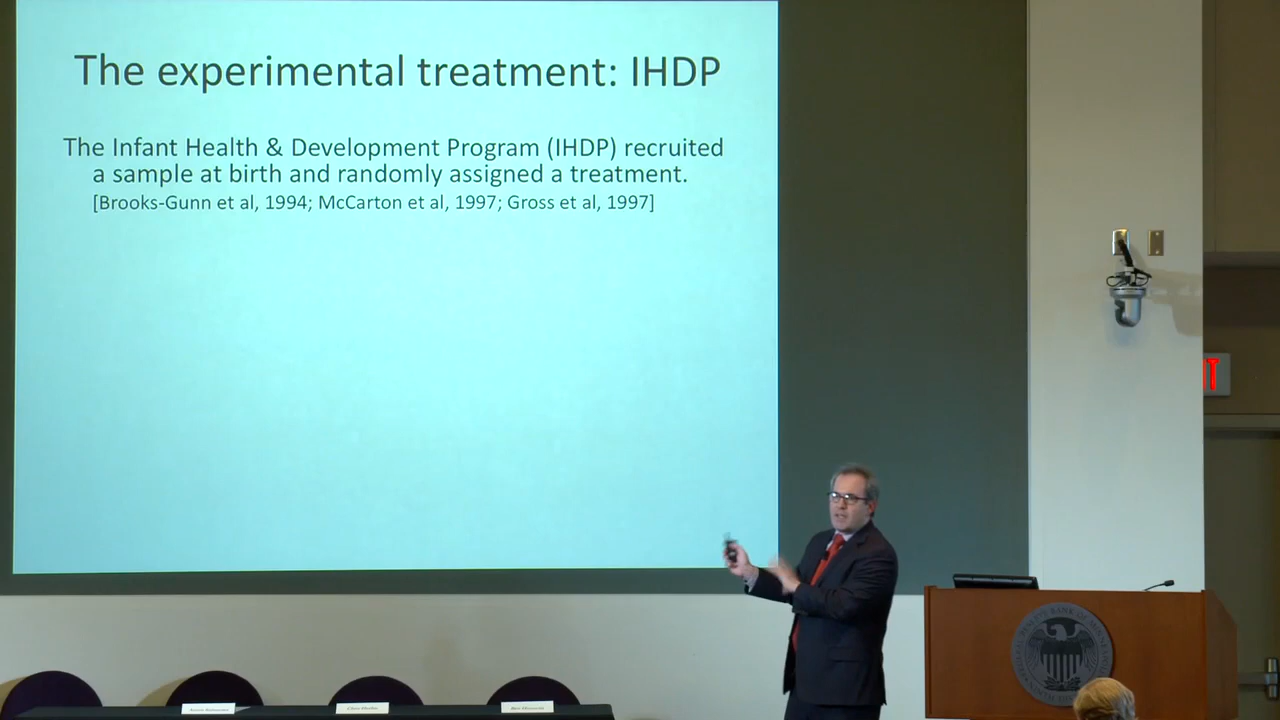 The experimental treatment: IHDP
The Infant Health & Development Program (IHDP) recruited
a sample at birth and randomly assigned a treatment.
[Brooks-Gunn et al, 1994; McCarton et al, 1997; Gross et al, 1997]
IT